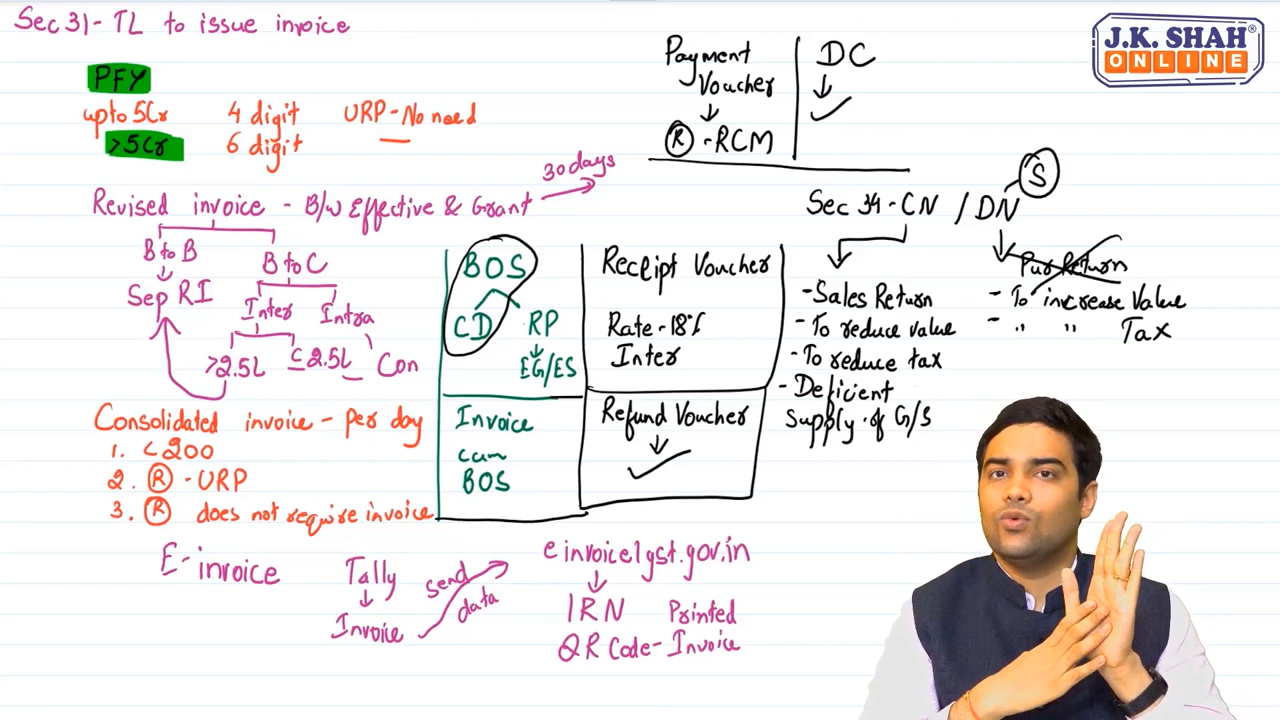 Sec 31 - TL to issue invoice
PFY
upto 5Cr 4 digit URP - No need
>5Cr 6 digit
Revised invoice - B/w Effective & Grant 30 days
B to B B to C
Sep RI Inter Intra
>2.5L ≤ 2.5L Con
Consolidated invoice - Per day
1. < 200
2. R - URP
3. R does not require invoice
E-invoice
Tally
Invoice
send data
einvoice1gst.gov.in
IRN Printed
QR Code - Invoice
BOS
CD RP
EG/ES
Invoice
cum
BOS
Receipt Voucher
Rate - 18%
Inter
Refund Voucher
Payment
Voucher
R - RCM
DC
Sec 34 - CN / DN S
- Sales Return
- To reduce value
- To reduce tax
- Deficient
Supply of G/S
Pur Return
- To increase Value
- " " Tax
J.K. SHAH®
ONLINE